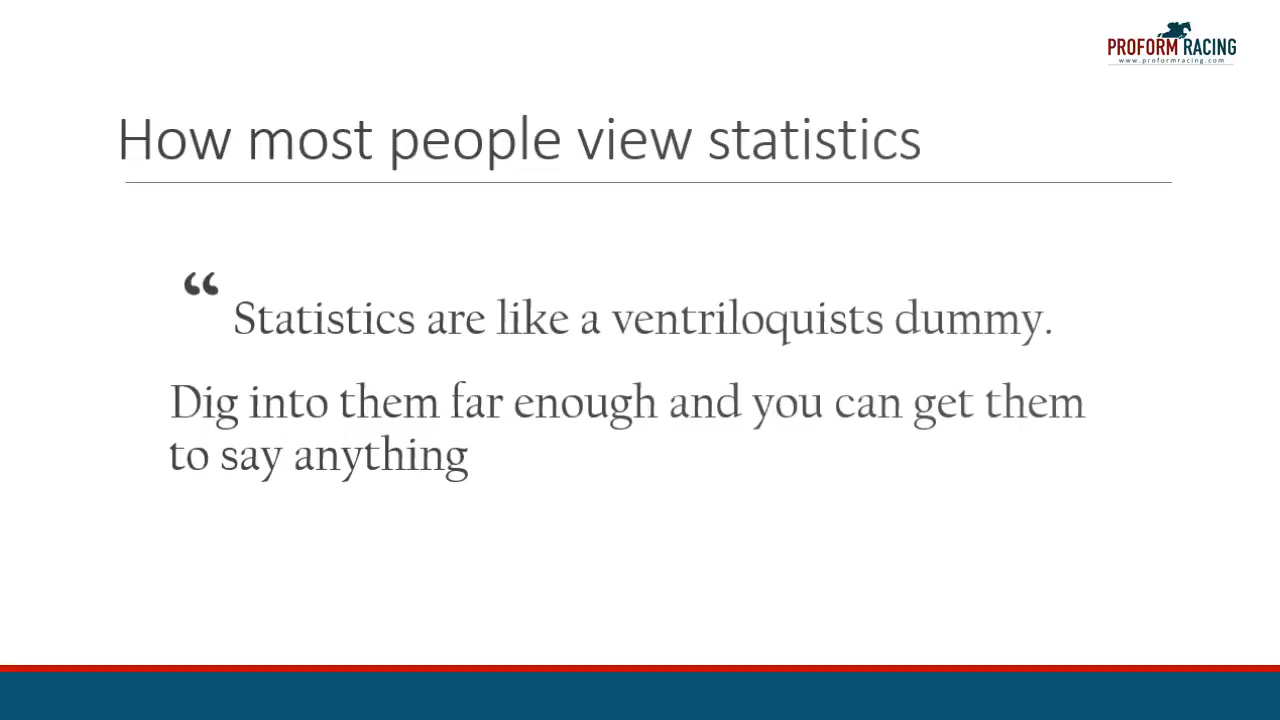 PROFORM RACING
www.proformracing.com
How most people view statistics
“ Statistics are like a ventriloquists dummy.
Dig into them far enough and you can get them
to say anything